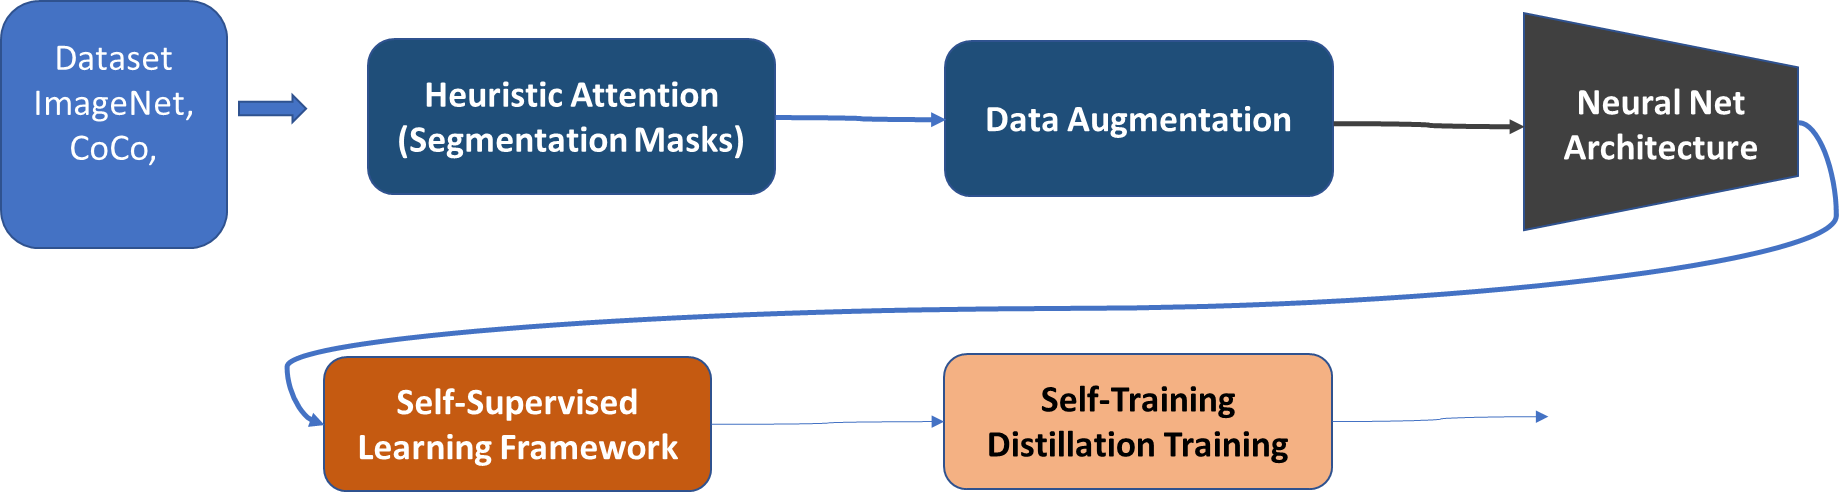 Dataset
ImageNet,
CoCo,
Heuristic Attention
(Segmentation Masks)
Data Augmentation
Neural Net
Architecture
Self-Supervised
Learning Framework
Self-Training
Distillation Training